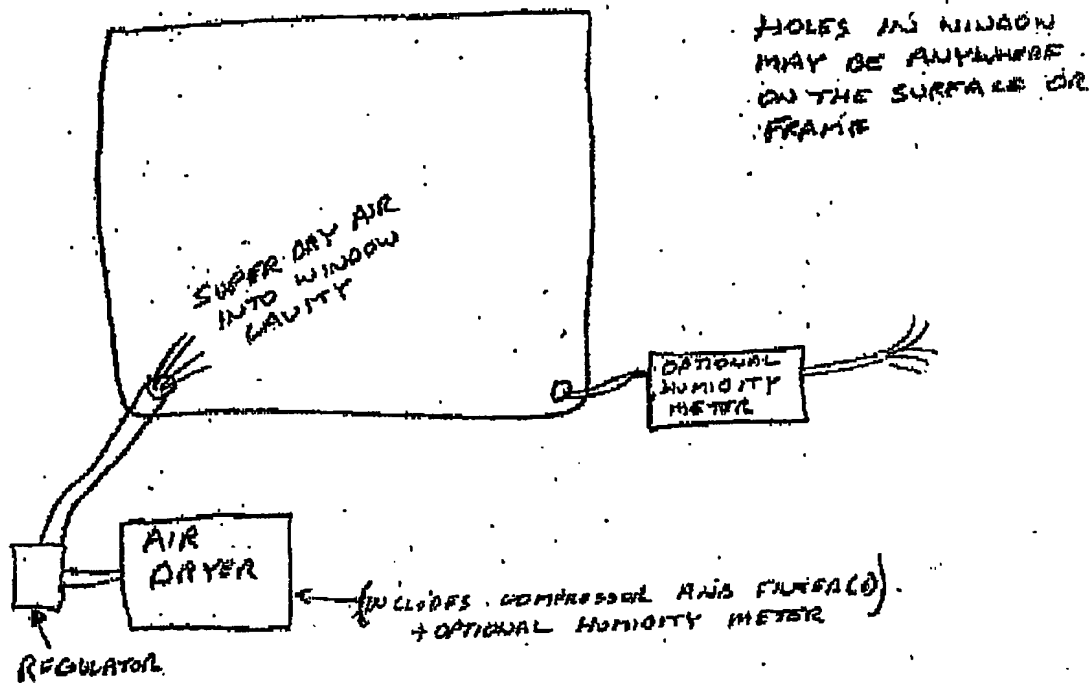 HOLES IN WINDOW
MAY BE ANYWHERE
ON THE SURFACE OR
FRAME
SUPER DRY AIR
INTO WINDOW
CAVITY
OPTIONAL
HUMIDITY
METER
AIR
DRYER
(INCLUDES COMPRESSOR AND FILTER(S)
+ OPTIONAL HUMIDITY METER)
REGULATOR